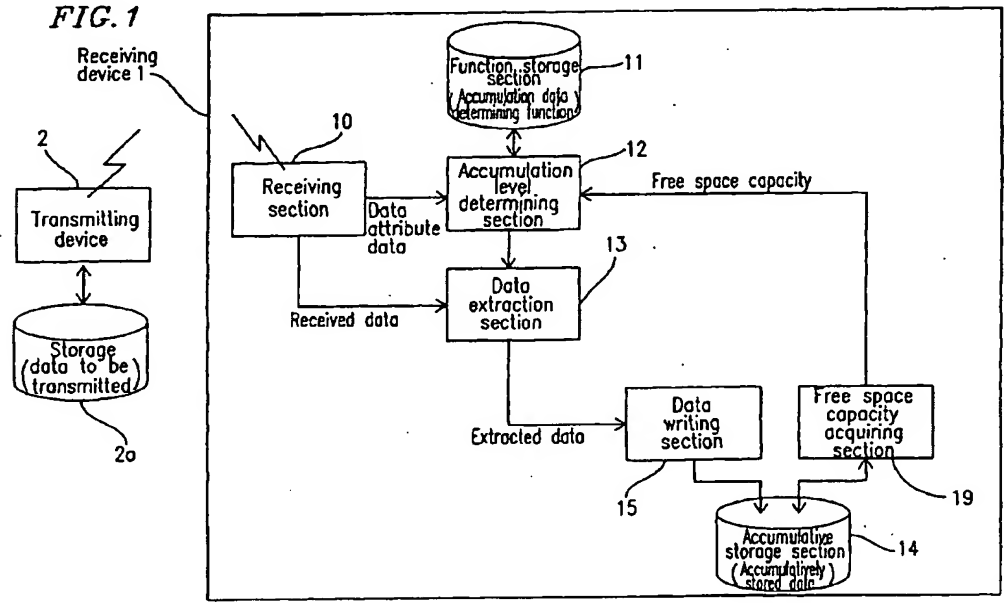 FIG. 1
Receiving
device 1
Function storage
section
(Accumulation data
determining function)
11
2
10
12
Transmitting
device
Receiving
section
Data
attribute
data
Accumulation
level
determining
section
Free space capacity
13
Storage
(data to be
transmitted)
2a
Received data
Data
extraction
section
Extracted data
Data
writing
section
15
Free space
capacity
acquiring
section
19
Accumulative
storage section
(Accumulatively
stored data)
14